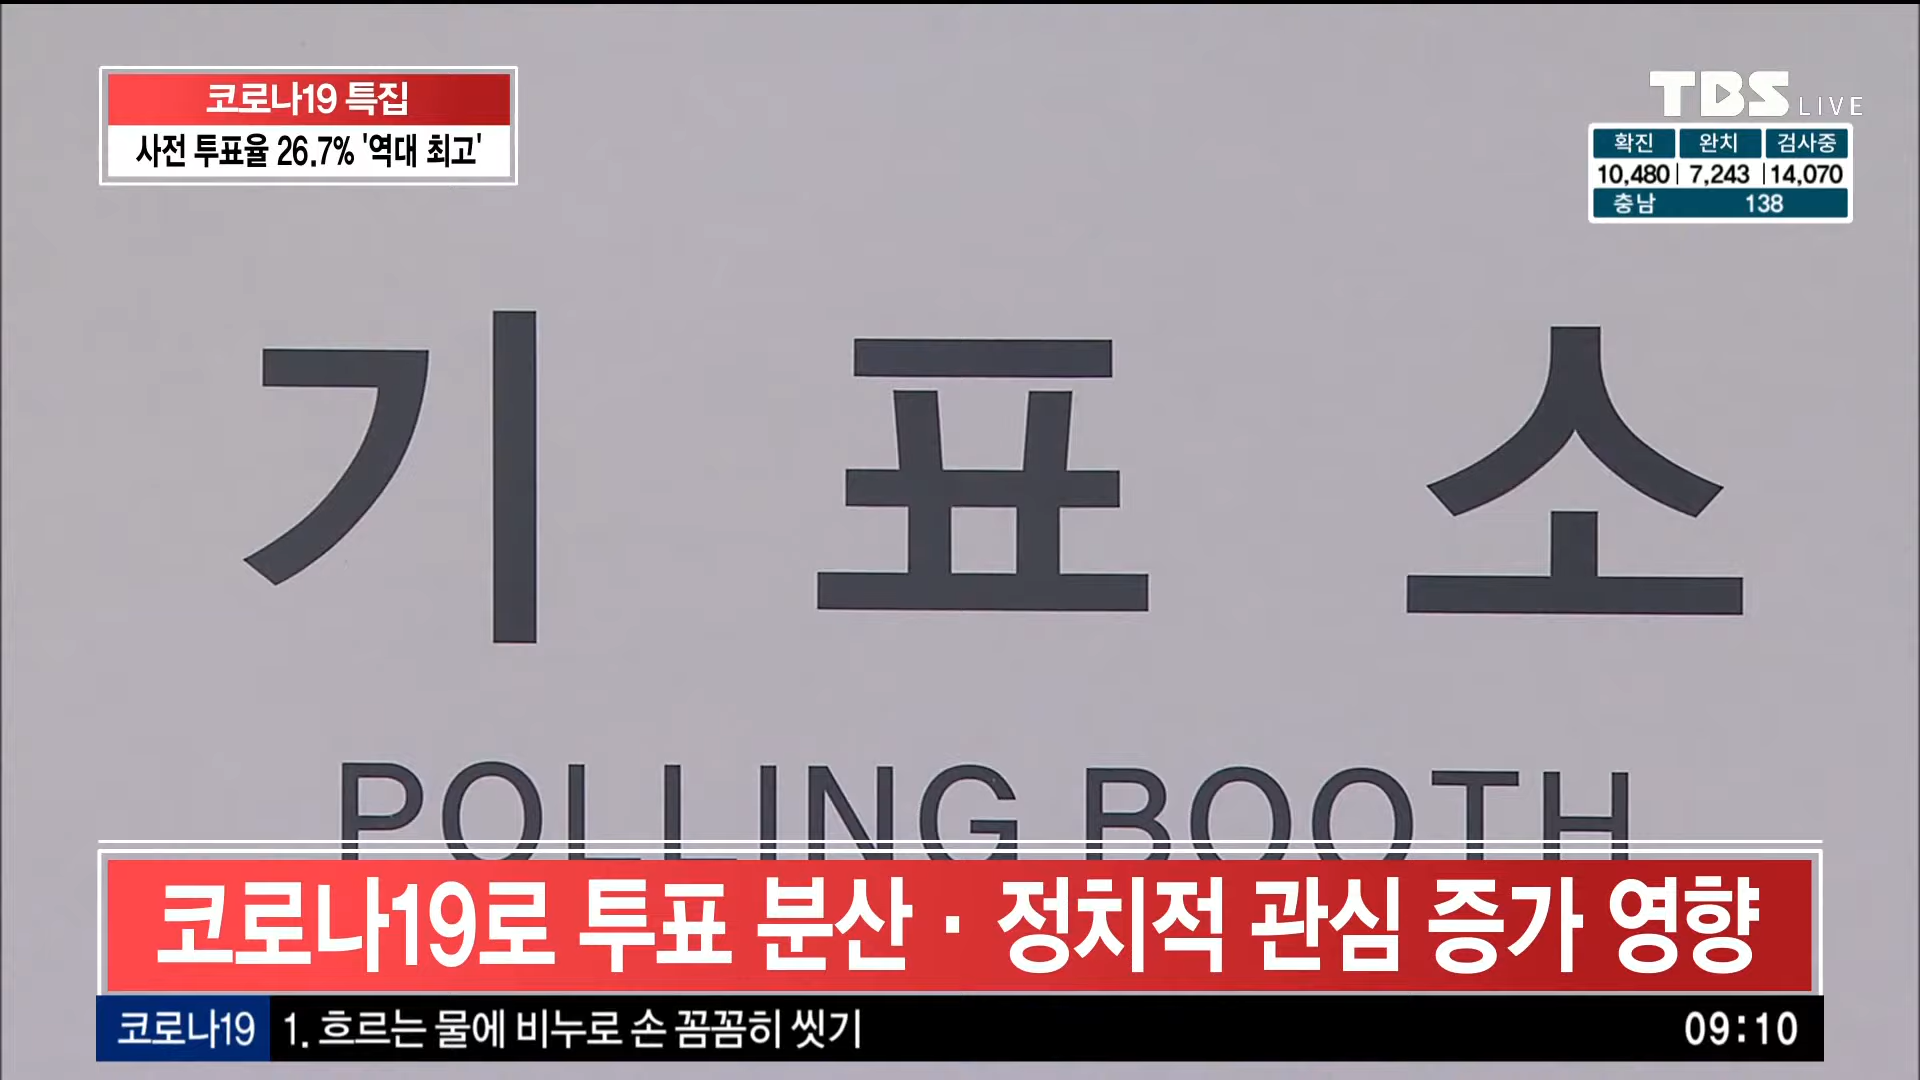 코로나19 특집
사전 투표율 26.7% '역대 최고'
TBS LIVE
확진 완치 검사중
10,480 7,243 14,070
충남 138
기표소
POLLING BOOTH
코로나19로 투표 분산·정치적 관심 증가 영향
코로나19 1. 흐르는 물에 비누로 손 꼼꼼히 씻기 09:10